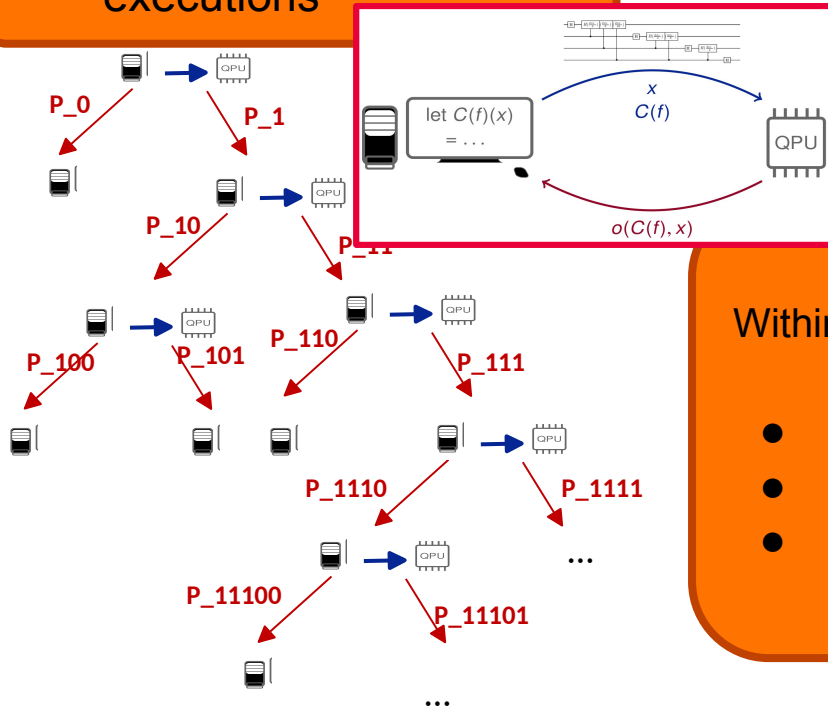 executions
QPU
P_0
P_1
let C(f)(x)
= ...
x
C(f)
QPU
o(C(f), x)
QPU
P_10
P_11
QPU
QPU
P_100
P_101
P_110
P_111
Within
QPU
P_1110
P_1111
QPU
...
P_11100
P_11101
...